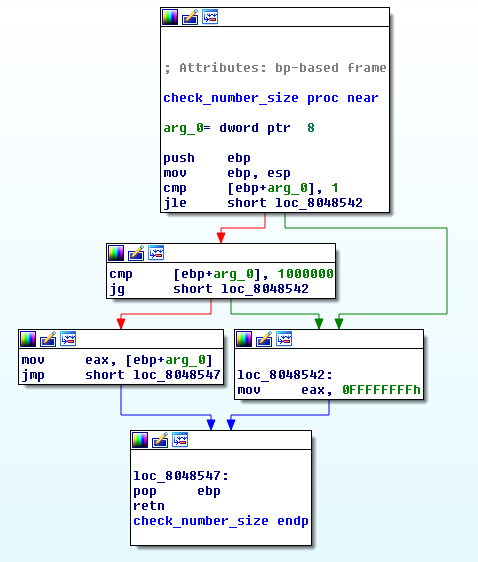 ; Attributes: bp-based frame
check_number_size proc near
arg_0= dword ptr  8
push    ebp
mov     ebp, esp
cmp     [ebp+arg_0], 1
jle     short loc_8048542
cmp     [ebp+arg_0], 1000000
jg      short loc_8048542
mov     eax, [ebp+arg_0]
jmp     short loc_8048547
loc_8048542:
mov     eax, 0FFFFFFFFh
loc_8048547:
pop     ebp
retn
check_number_size endp